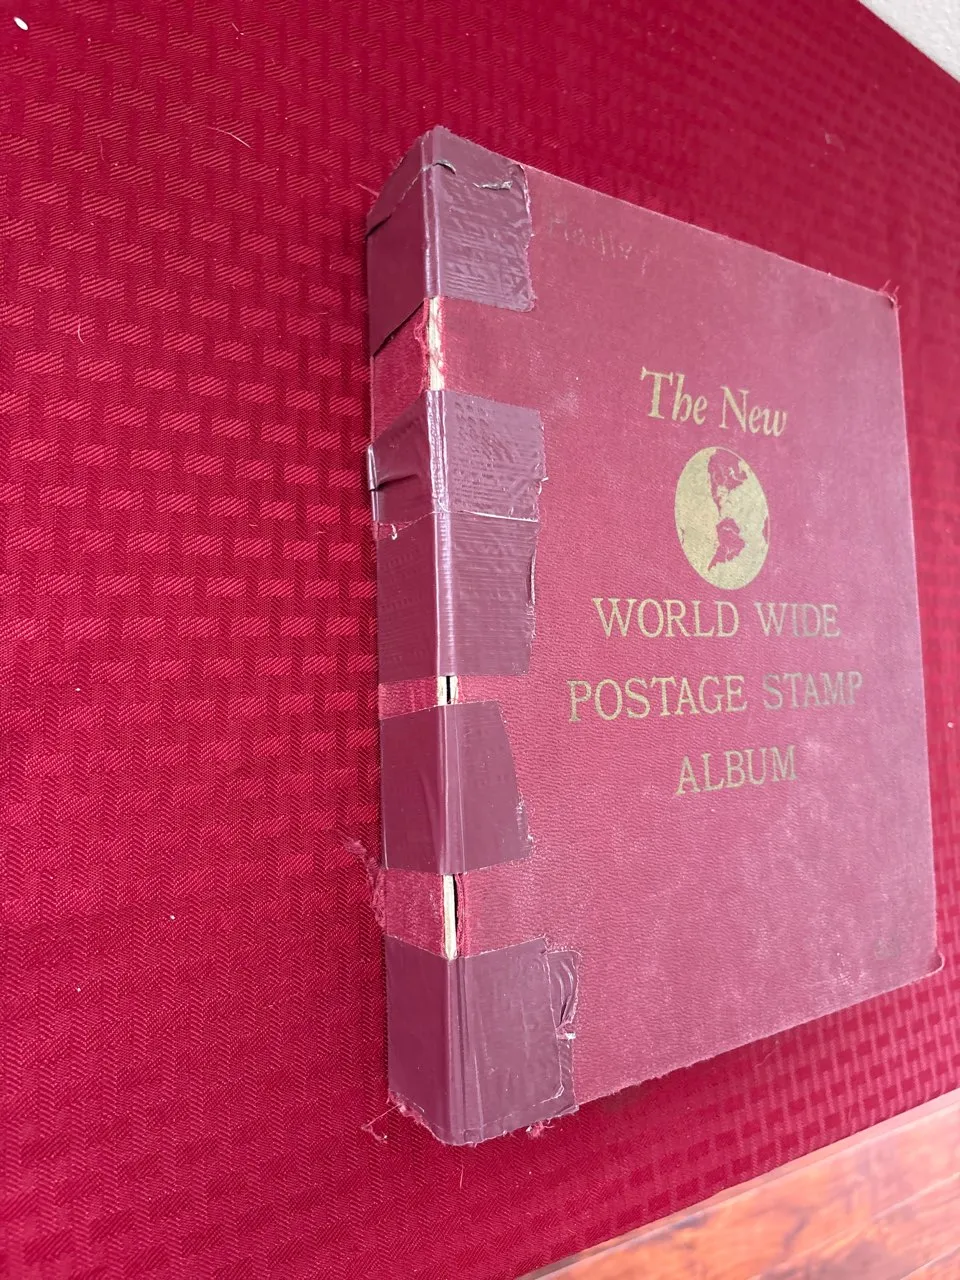 The New
WORLD WIDE
POSTAGE STAMP
ALBUM